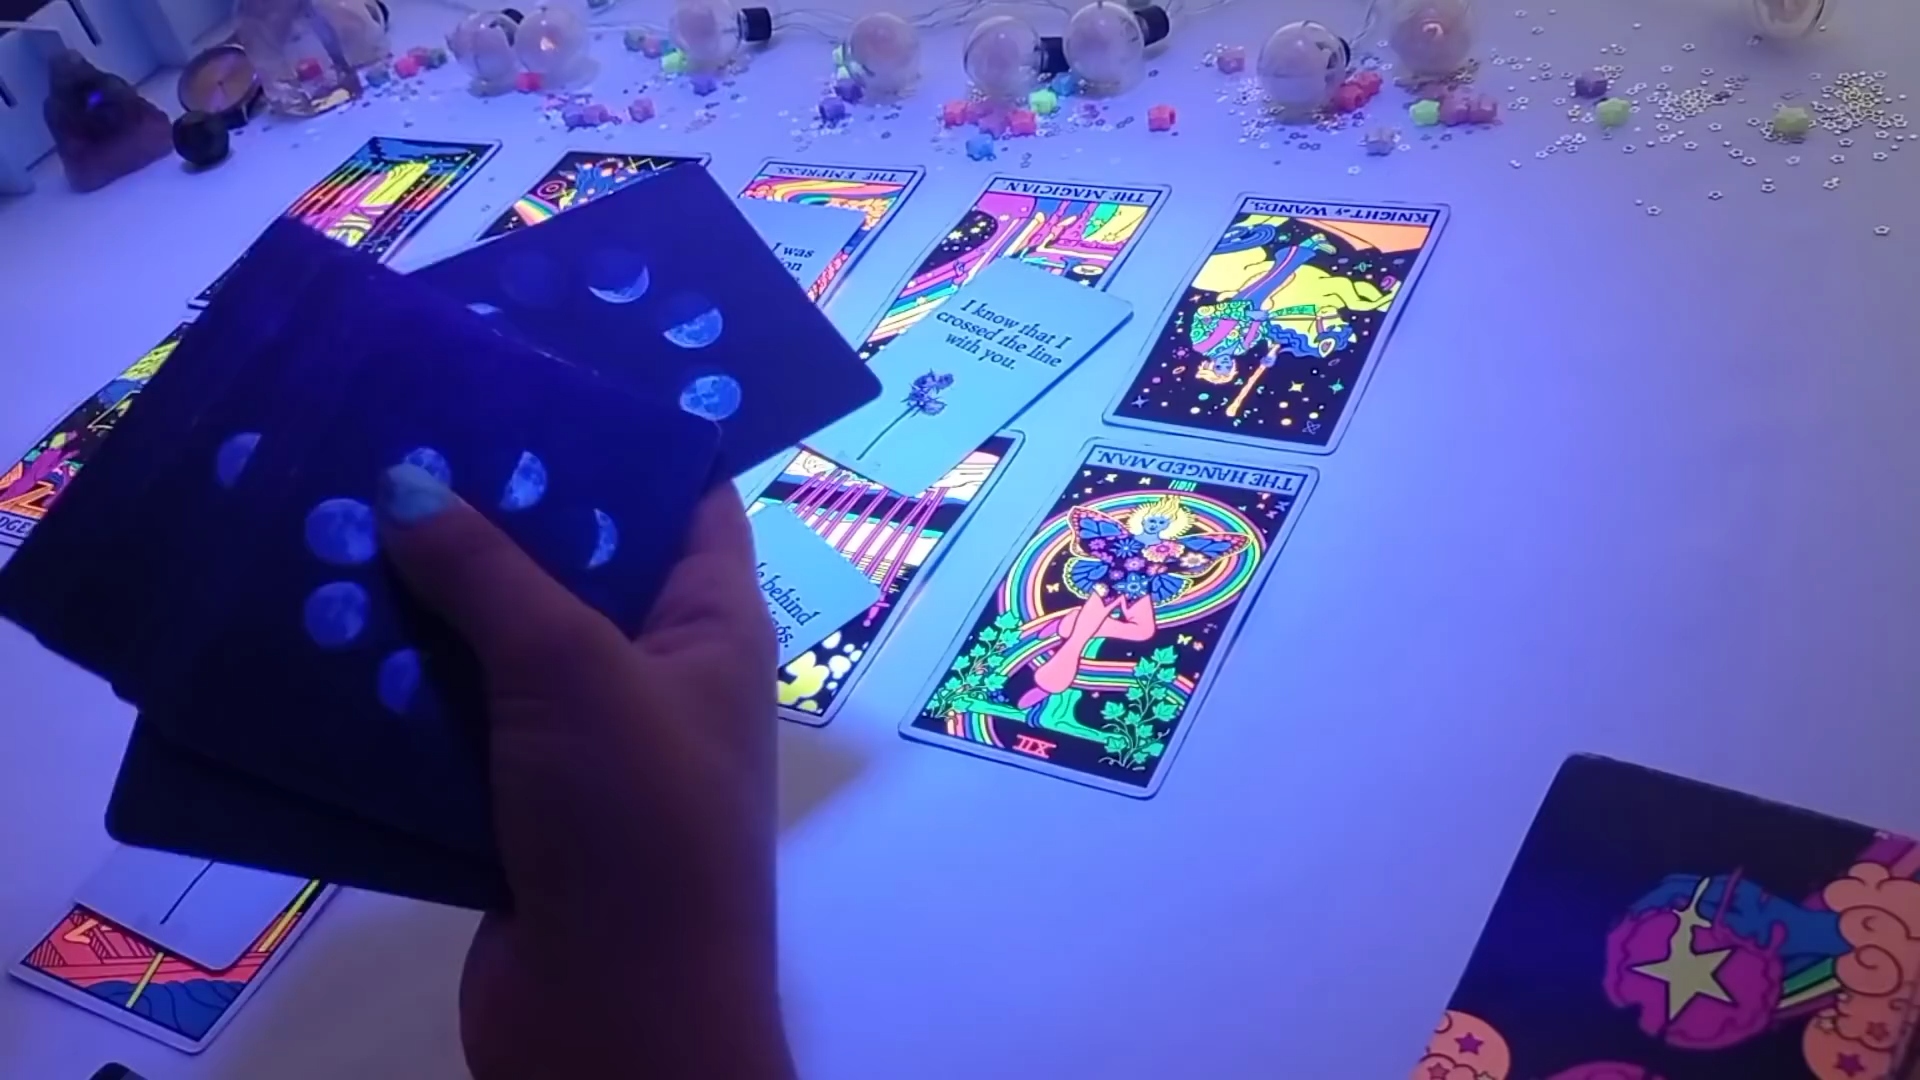 THE EMPRESS.
THE MAGICIAN.
KNIGHT of WANDS.
I was
on
I know that I
crossed the line
with you.
THE HANGED MAN.
XII
behind